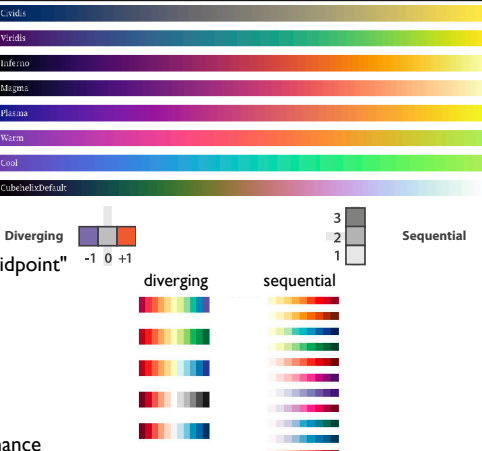 Cividis
Viridis
Inferno
Magma
Plasma
Warm
Cool
CubehelixDefault
Diverging
-1 0 +1
3
2
1
Sequential
idpoint"
diverging
sequential
nance